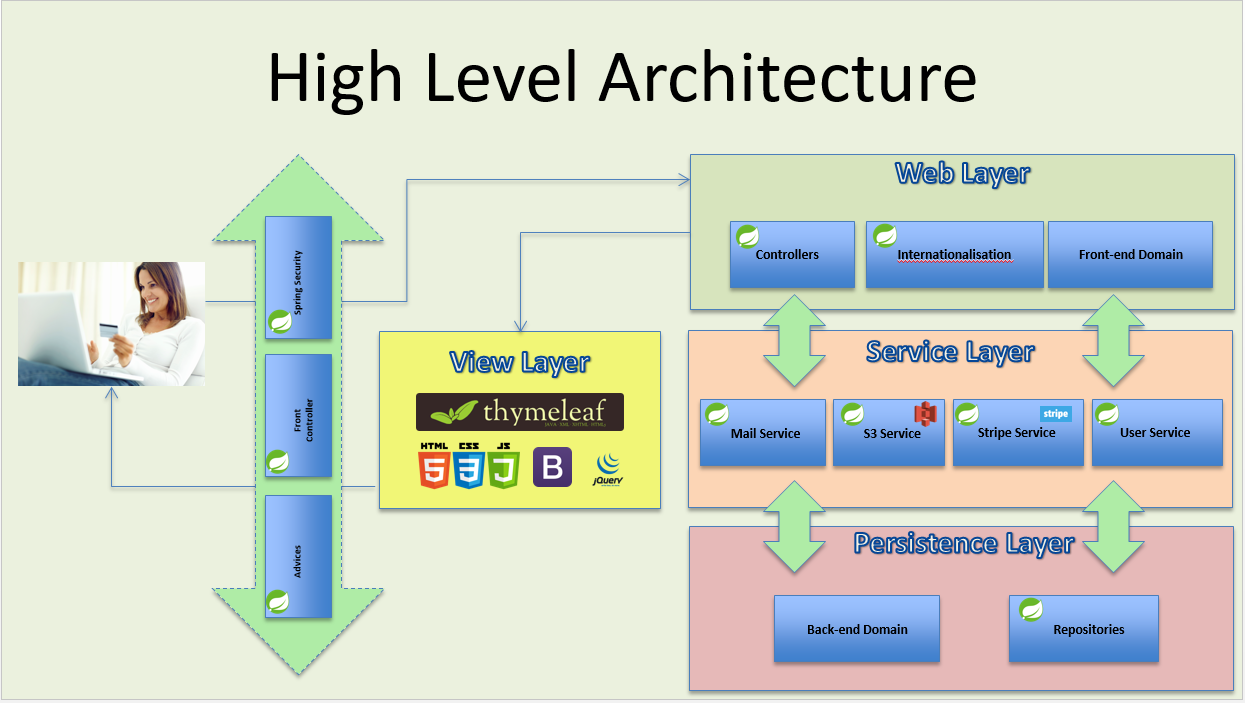 High Level Architecture
Web Layer
Controllers
Internationalisation
Front-end Domain
Spring Security
Front
Controller
Advices
View Layer
thymeleaf
HTML CSS JS
5 3 J
B
jQuery
Service Layer
Mail Service
S3 Service
stripe
Stripe Service
User Service
Persistence Layer
Back-end Domain
Repositories